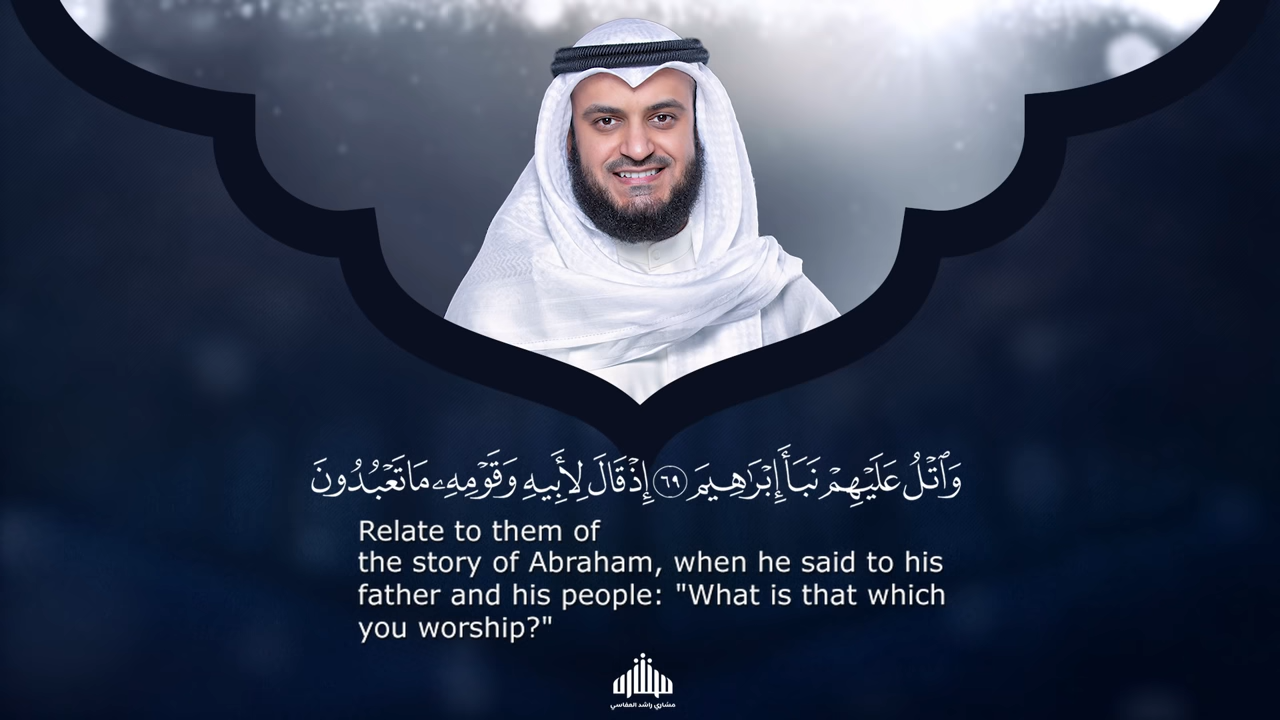 وَٱتْلُ عَلَيْهِمْ نَبَأَ إِبْرَٰهِيمَ ٦٩ إِذْ قَالَ لِأَبِيهِ وَقَوْمِهِۦ مَا تَعْبُدُونَ
Relate to them of
the story of Abraham, when he said to his
father and his people: "What is that which
you worship?"
مشاري راشد العفاسي